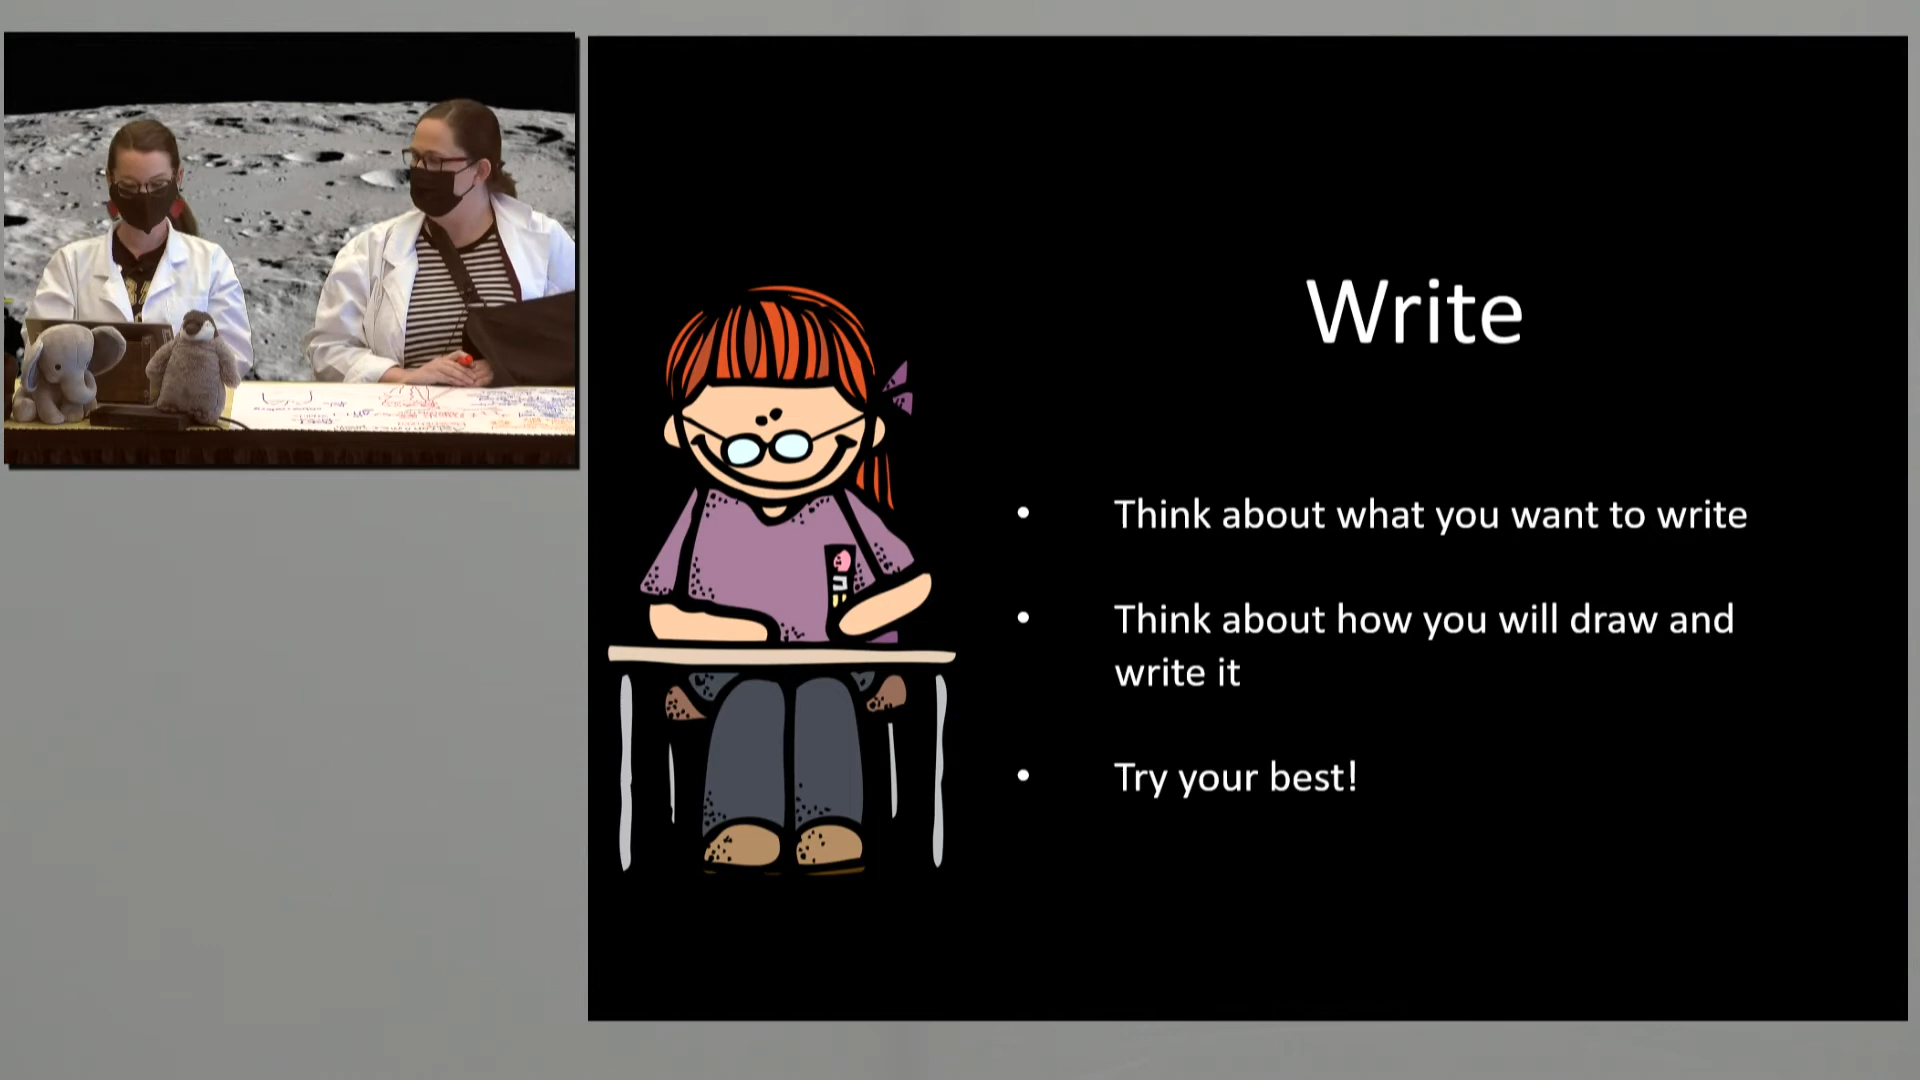 Write
• Think about what you want to write
• Think about how you will draw and
write it
• Try your best!